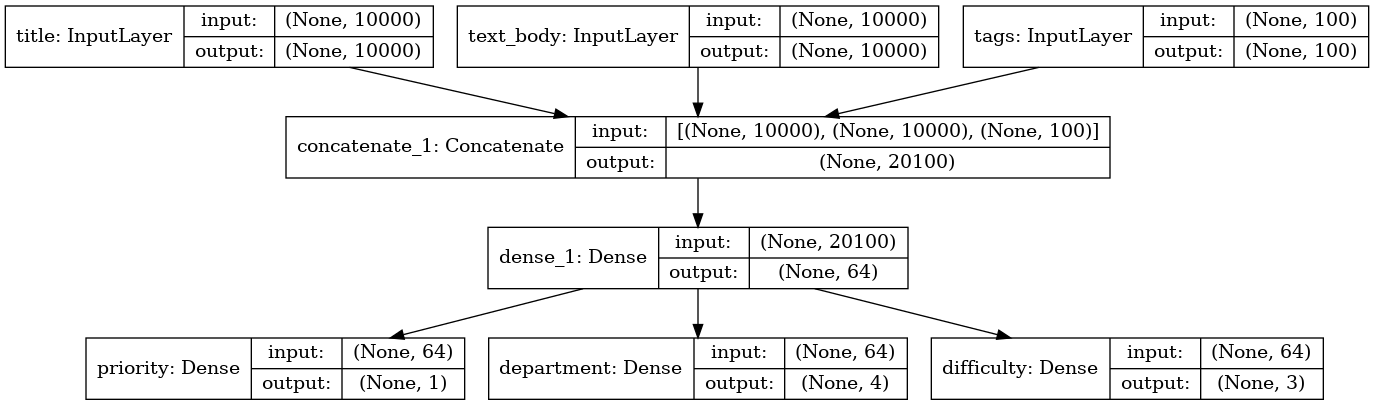 title: InputLayer
input: (None, 10000)
output: (None, 10000)
text_body: InputLayer
input: (None, 10000)
output: (None, 10000)
tags: InputLayer
input: (None, 100)
output: (None, 100)
concatenate_1: Concatenate
input: [(None, 10000), (None, 10000), (None, 100)]
output: (None, 20100)
dense_1: Dense
input: (None, 20100)
output: (None, 64)
priority: Dense
input: (None, 64)
output: (None, 1)
department: Dense
input: (None, 64)
output: (None, 4)
difficulty: Dense
input: (None, 64)
output: (None, 3)